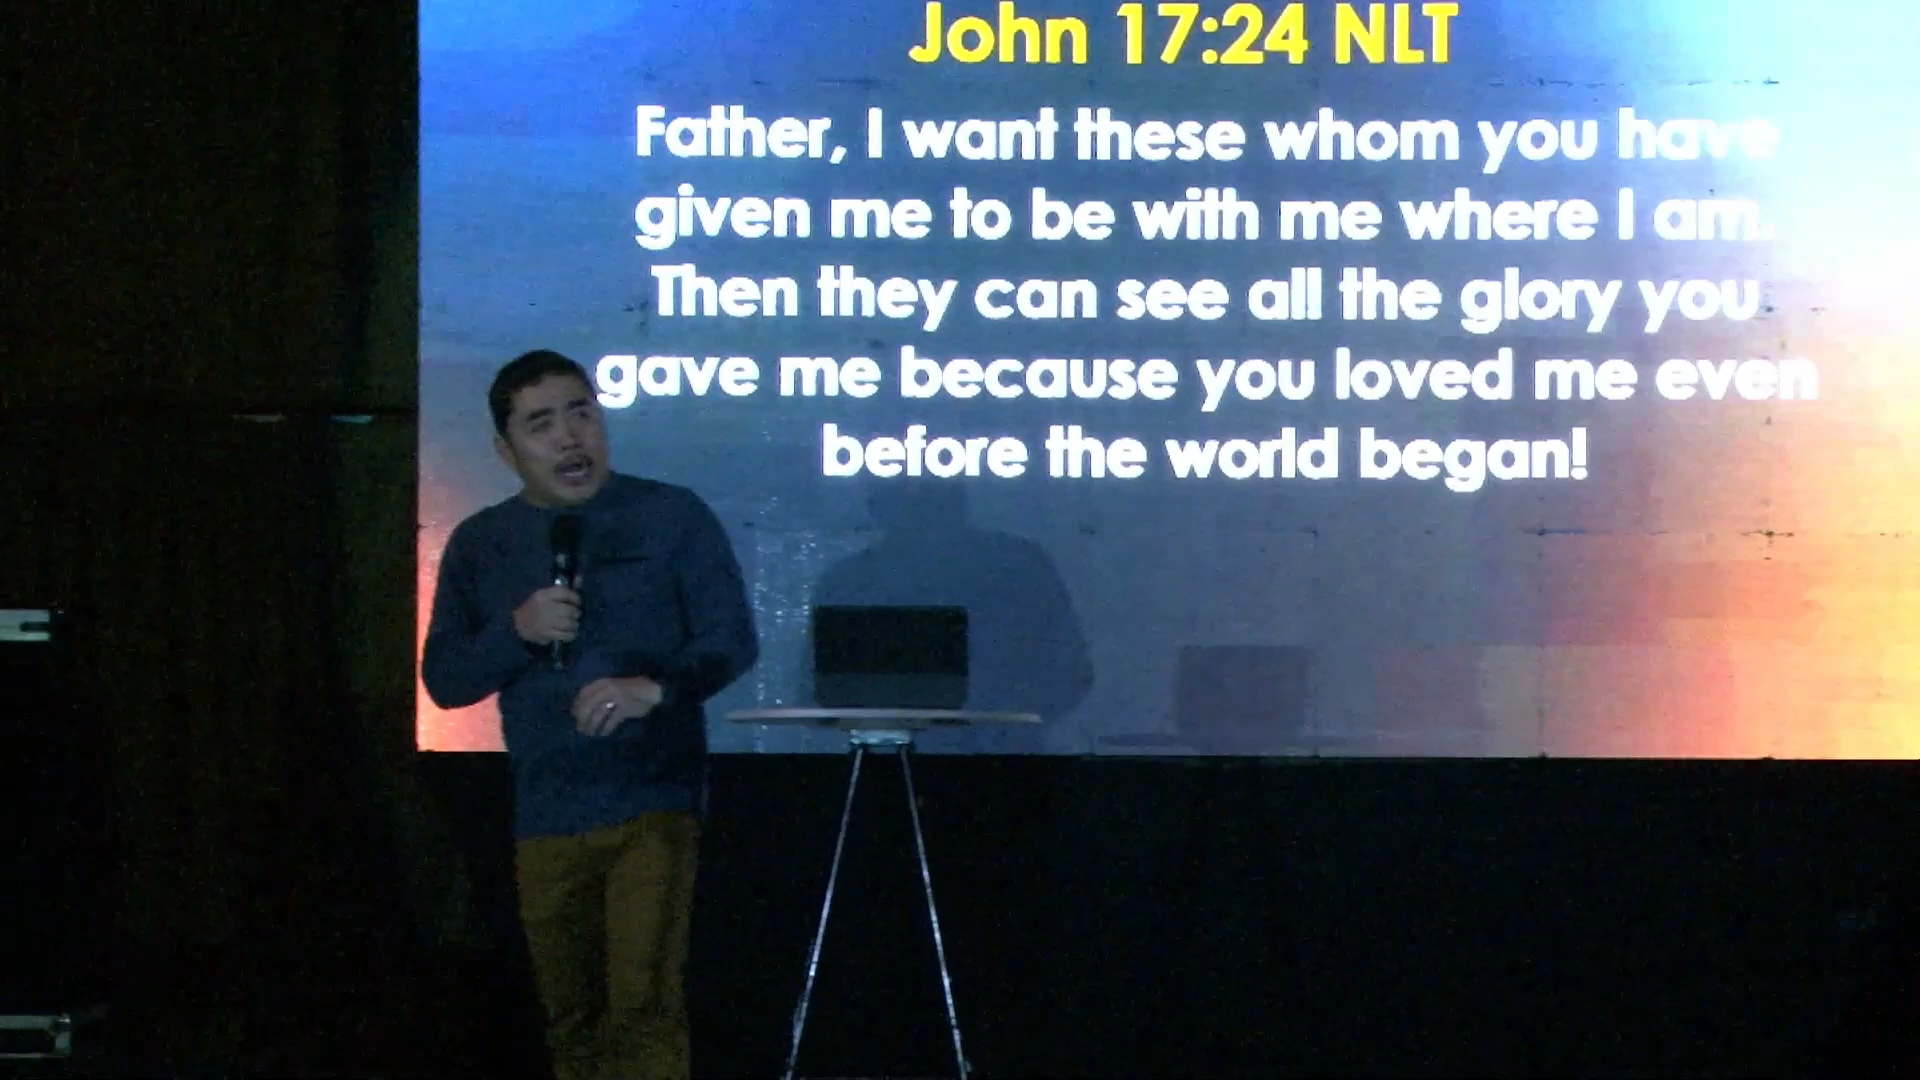 John 17:24 NLT
Father, I want these whom you have
given me to be with me where I am.
Then they can see all the glory you
gave me because you loved me even
before the world began!